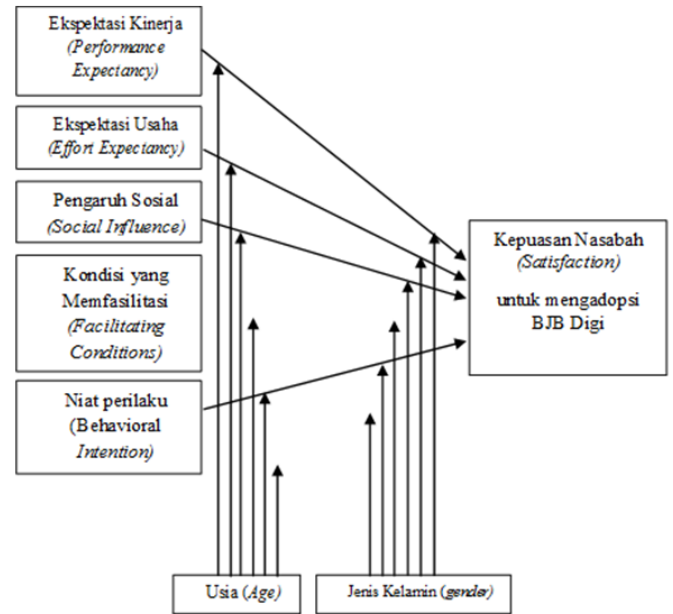 Ekspektasi Kinerja
(Performance
Expectancy)
Ekspektasi Usaha
(Effort Expectancy)
Pengaruh Sosial
(Social Influence)
Kondisi yang
Memfasilitasi
(Facilitating
Conditions)
Niat perilaku
(Behavioral
Intention)
Kepuasan Nasabah
(Satisfaction)
untuk mengadopsi
BJB Digi
Usia (Age)
Jenis Kelamin (gender)